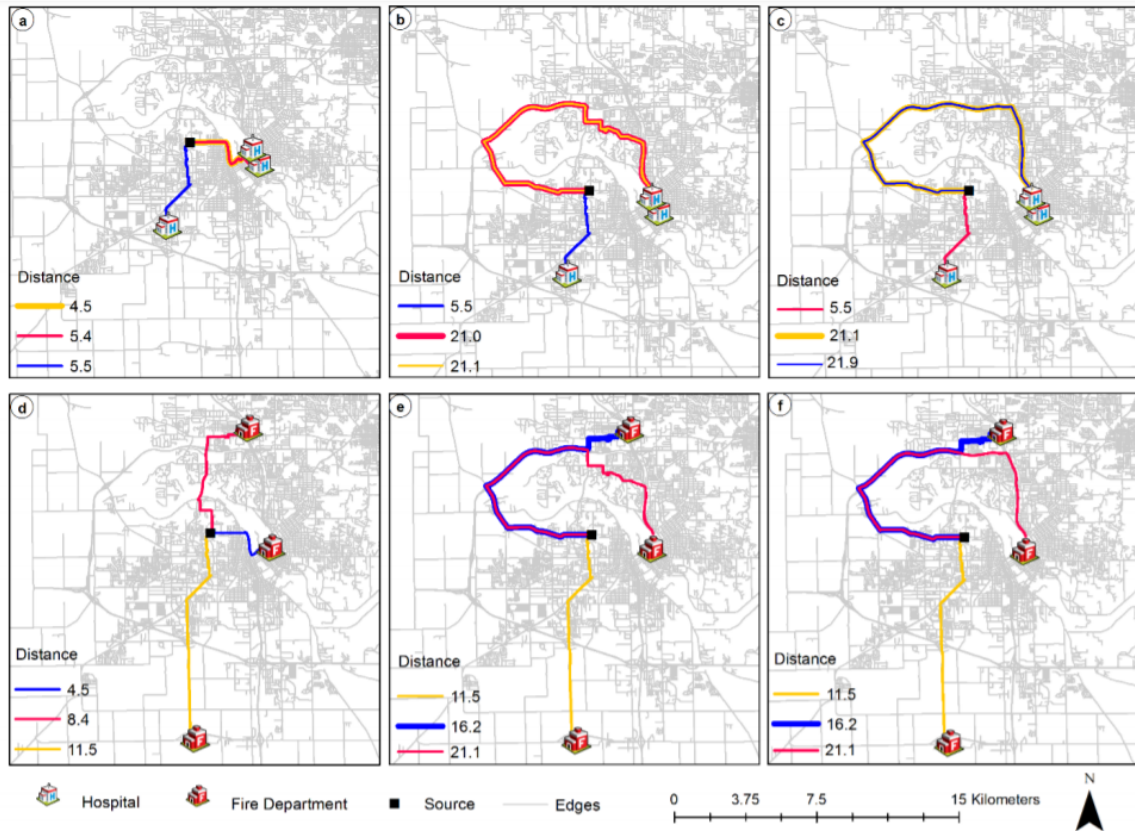 a
Distance
4.5
5.4
5.5
b
5.5
21.0
21.1
c
Distance
5.5
21.1
21.9
d
Distance
4.5
8.4
11.5
e
Distance
11.5
16.2
21.1
f
Distance
11.5
16.2
21.1
H
F
Hospital
Fire Department
Source
Edges
0 3.75 7.5 15 Kilometers
N